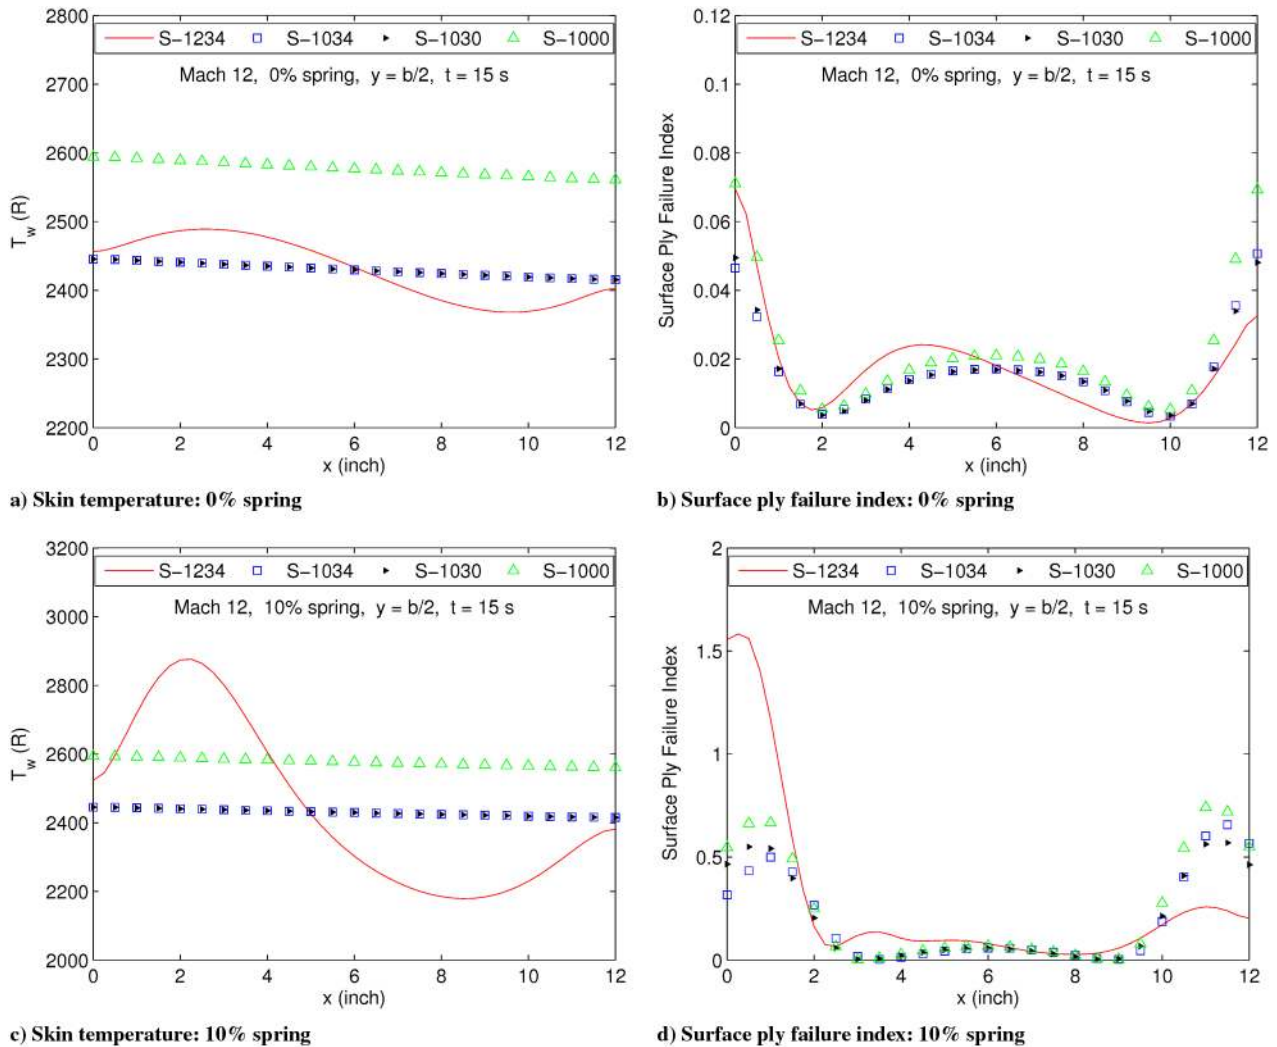 2800
2700
2600
2500
2400
2300
2200
T_w (R)
S-1234 S-1034 S-1030 S-1000
Mach 12, 0% spring, y = b/2, t = 15 s
0 2 4 6 8 10 12
x (inch)
a) Skin temperature: 0% spring
0.12
0.1
0.08
0.06
0.04
0.02
0
Surface Ply Failure Index
S-1234 S-1034 S-1030 S-1000
Mach 12, 0% spring, y = b/2, t = 15 s
0 2 4 6 8 10 12
x (inch)
b) Surface ply failure index: 0% spring
3200
3000
2800
2600
2400
2200
2000
T_w (R)
S-1234 S-1034 S-1030 S-1000
Mach 12, 10% spring, y = b/2, t = 15 s
0 2 4 6 8 10 12
x (inch)
c) Skin temperature: 10% spring
2
1.5
1
0.5
0
Surface Ply Failure Index
S-1234 S-1034 S-1030 S-1000
Mach 12, 10% spring, y = b/2, t = 15 s
0 2 4 6 8 10 12
x (inch)
d) Surface ply failure index: 10% spring